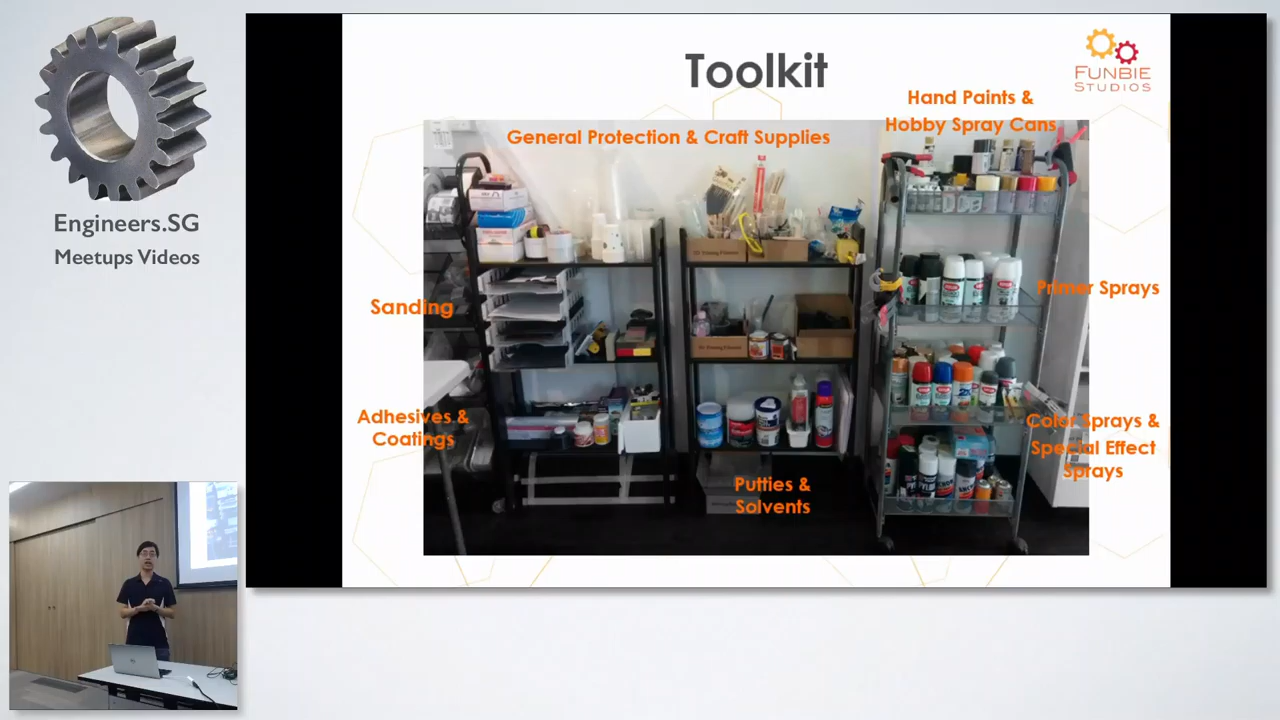 Engineers.SG
Meetups Videos
Toolkit
FUNBIE
STUDIOS
Hand Paints &
Hobby Spray Cans
General Protection & Craft Supplies
Sanding
Primer Sprays
Adhesives &
Coatings
Color Sprays &
Special Effect
Sprays
Putties &
Solvents